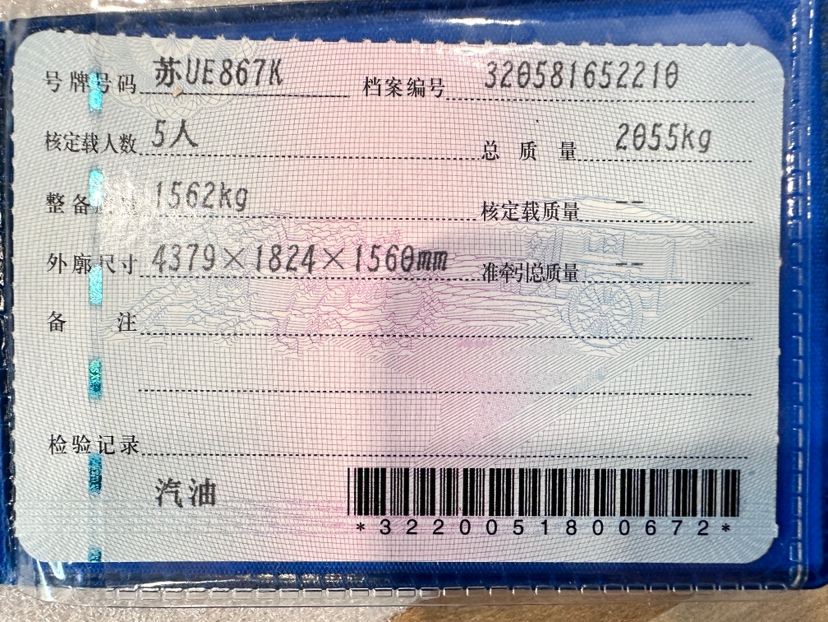 号牌号码 苏UE867K 档案编号 320581652210
核定载人数 5人 总质量 2055kg
整备 1562kg 核定载质量 --
外廓尺寸 4379×1824×1560mm 准牵引总质量 --
备注
检验记录
汽油
*3220051800672*